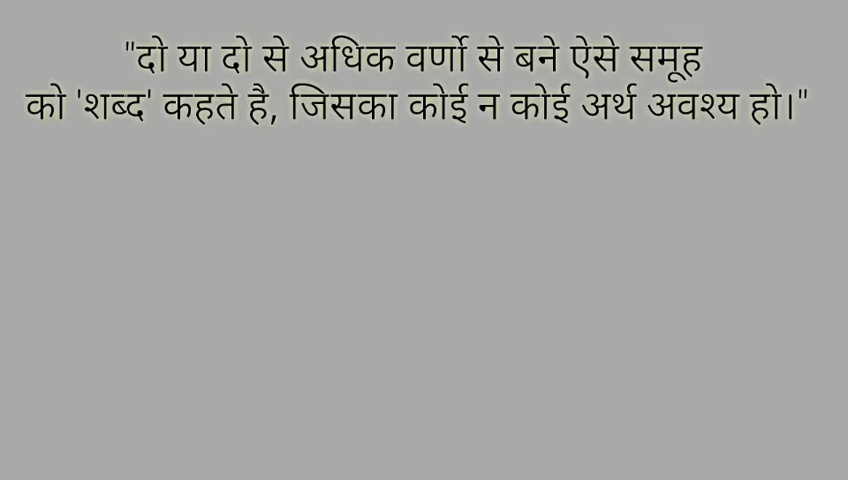 "दो या दो से अधिक वर्णो से बने ऐसे समूह
को 'शब्द' कहते है, जिसका कोई न कोई अर्थ अवश्य हो।"